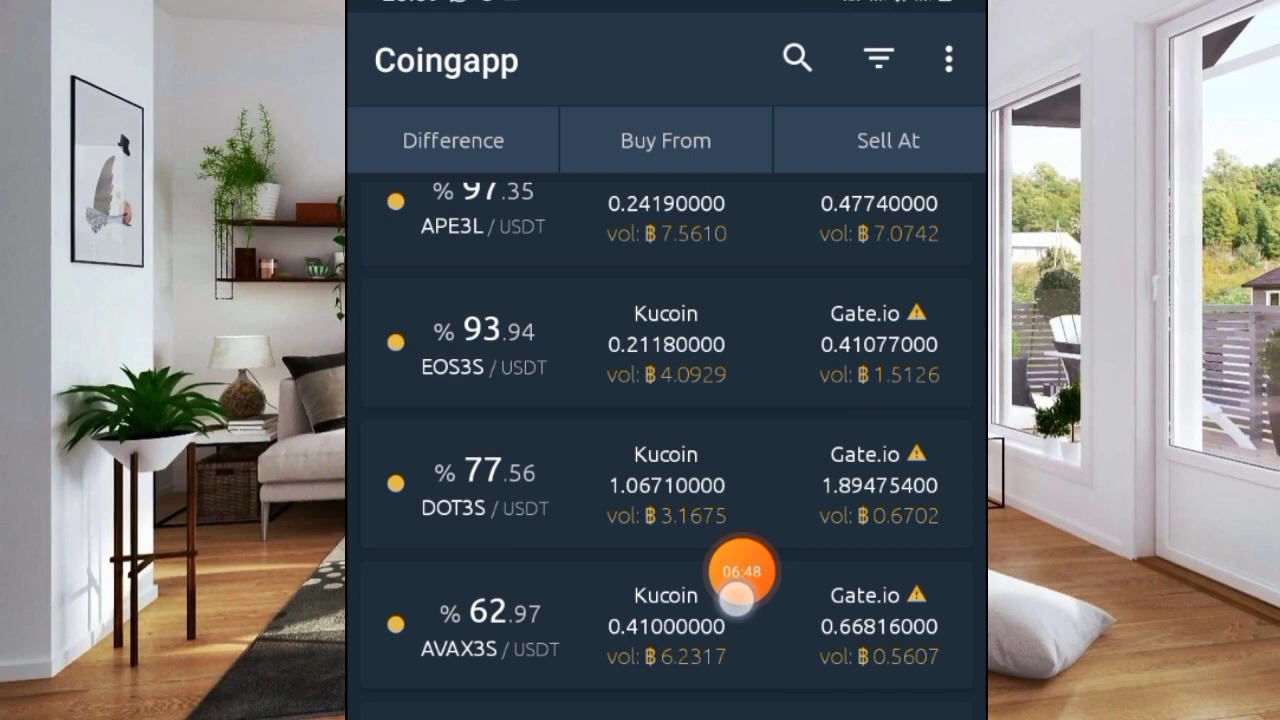 Coingapp
Difference Buy From Sell At
% 97.35
APE3L / USDT
0.24190000
vol: ฿ 7.5610
0.47740000
vol: ฿ 7.0742
% 93.94
EOS3S / USDT
Kucoin
0.21180000
vol: ฿ 4.0929
Gate.io
0.41077000
vol: ฿ 1.5126
% 77.56
DOT3S / USDT
Kucoin
1.06710000
vol: ฿ 3.1675
Gate.io
1.89475400
vol: ฿ 0.6702
06:48
% 62.97
AVAX3S / USDT
Kucoin
0.41000000
vol: ฿ 6.2317
Gate.io
0.66816000
vol: ฿ 0.5607